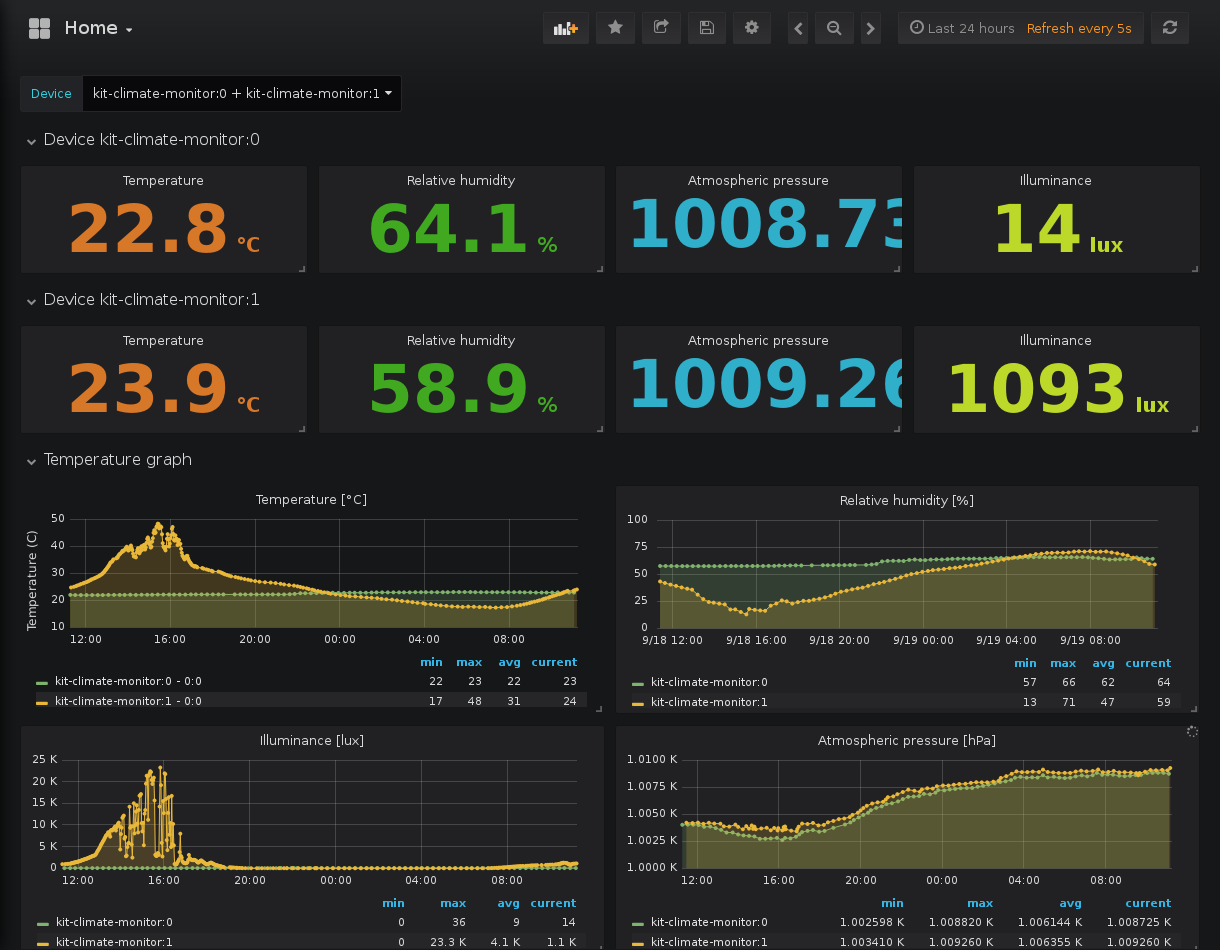 Home
Last 24 hours Refresh every 5s
Device kit-climate-monitor:0 + kit-climate-monitor:1
Device kit-climate-monitor:0
Temperature Relative humidity Atmospheric pressure Illuminance
22.8 °C 64.1 % 1008.73 14 lux
Device kit-climate-monitor:1
Temperature Relative humidity Atmospheric pressure Illuminance
23.9 °C 58.9 % 1009.26 1093 lux
Temperature graph
Temperature [°C]
Temperature (C)
50
40
30
20
10
12:00 16:00 20:00 00:00 04:00 08:00
min max avg current
kit-climate-monitor:0 - 0:0 22 23 22 23
kit-climate-monitor:1 - 0:0 17 48 31 24
Relative humidity [%]
100
75
50
25
0
9/18 12:00 9/18 16:00 9/18 20:00 9/19 00:00 9/19 04:00 9/19 08:00
min max avg current
kit-climate-monitor:0 57 66 62 64
kit-climate-monitor:1 13 71 47 59
Illuminance [lux]
25 K
20 K
15 K
10 K
5 K
0
12:00 16:00 20:00 00:00 04:00 08:00
min max avg current
kit-climate-monitor:0 0 36 9 14
kit-climate-monitor:1 0 23.3 K 4.1 K 1.1 K
Atmospheric pressure [hPa]
1.0100 K
1.0075 K
1.0050 K
1.0025 K
1.0000 K
12:00 16:00 20:00 00:00 04:00 08:00
min max avg current
kit-climate-monitor:0 1.002598 K 1.008820 K 1.006144 K 1.008725 K
kit-climate-monitor:1 1.003410 K 1.009260 K 1.006355 K 1.009260 K